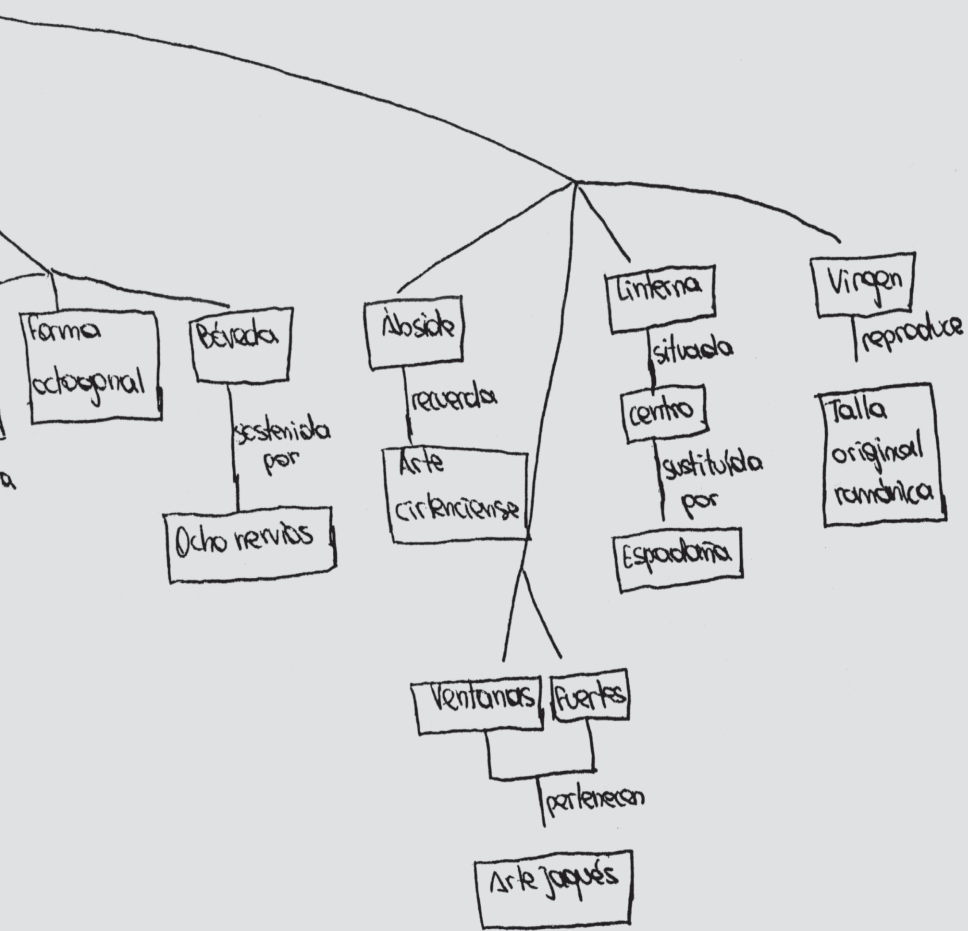 Forma
octogonal
Bóveda
sostenida
por
Ocho nervios
a
Ábside
recuerda
Arte
cirtenciense
Linterna
situada
centro
sustituída
por
Espadaña
Virgen
reproduce
Talla
original
románica
Ventanas
Fuertes
pertenecen
Arte jaqués